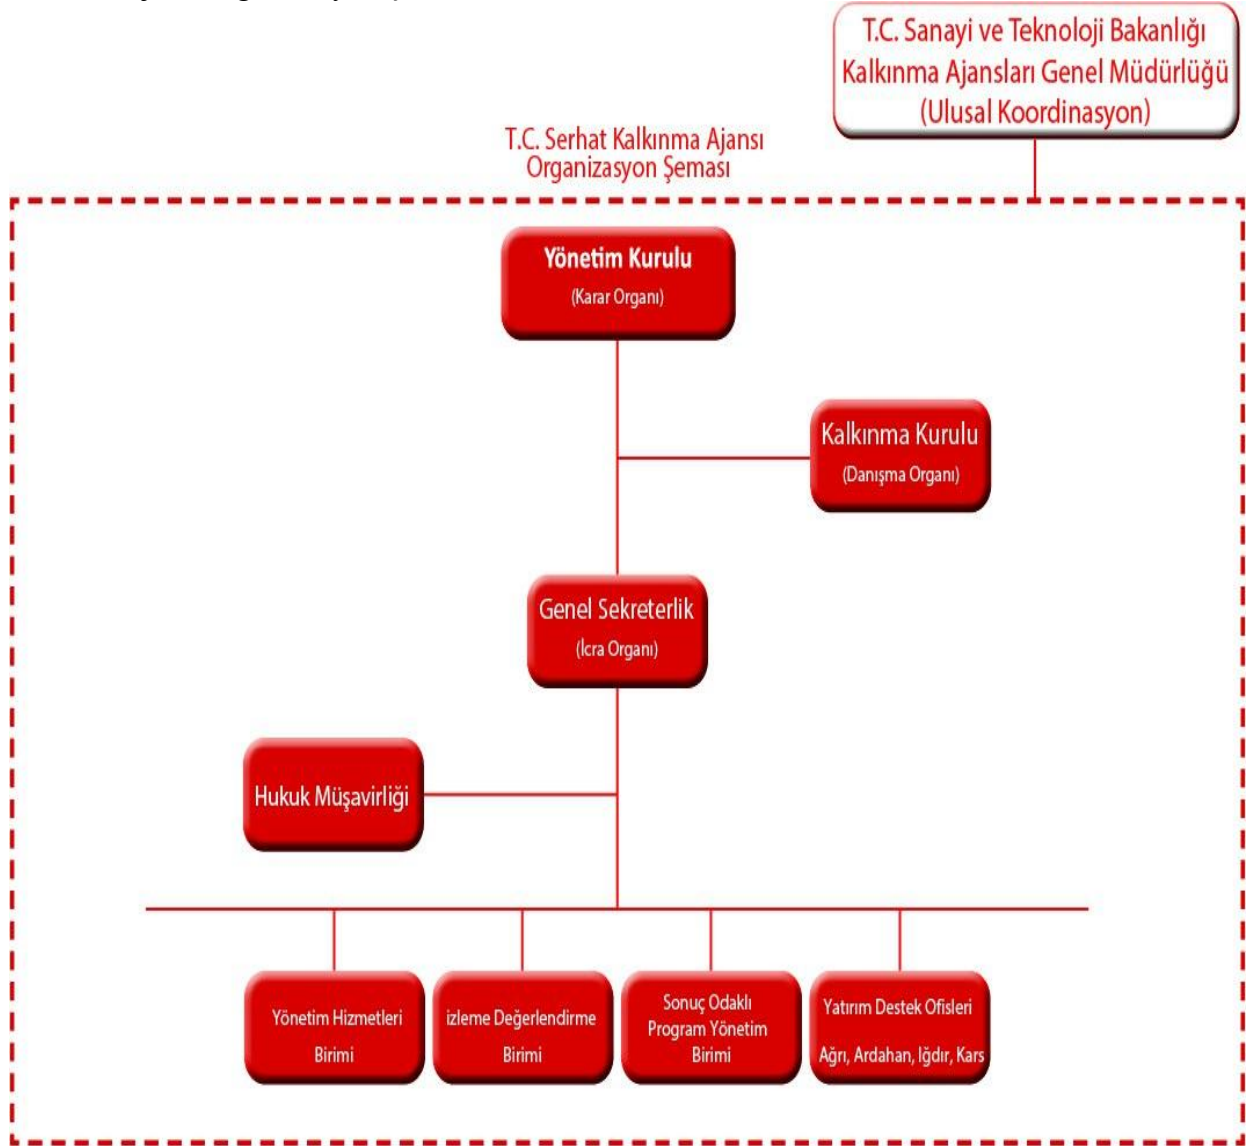 T.C. Sanayi ve Teknoloji Bakanlığı
Kalkınma Ajansları Genel Müdürlüğü
(Ulusal Koordinasyon)
T.C. Serhat Kalkınma Ajansı
Organizasyon Şeması
Yönetim Kurulu
(Karar Organı)
Kalkınma Kurulu
(Danışma Organı)
Genel Sekreterlik
(İcra Organı)
Hukuk Müşavirliği
Yönetim Hizmetleri
Birimi
izleme Değerlendirme
Birimi
Sonuç Odaklı
Program Yönetim
Birimi
Yatırım Destek Ofisleri
Ağrı, Ardahan, Iğdır, Kars